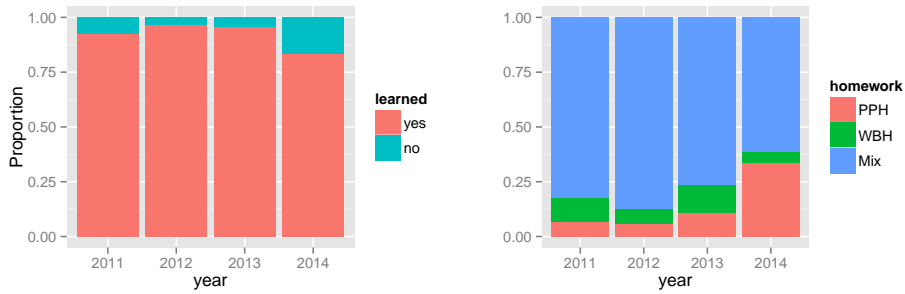 Proportion
1.00
0.75
0.50
0.25
0.00
2011 2012 2013 2014
year
learned
yes
no
1.00
0.75
0.50
0.25
0.00
2011 2012 2013 2014
year
homework
PPH
WBH
Mix